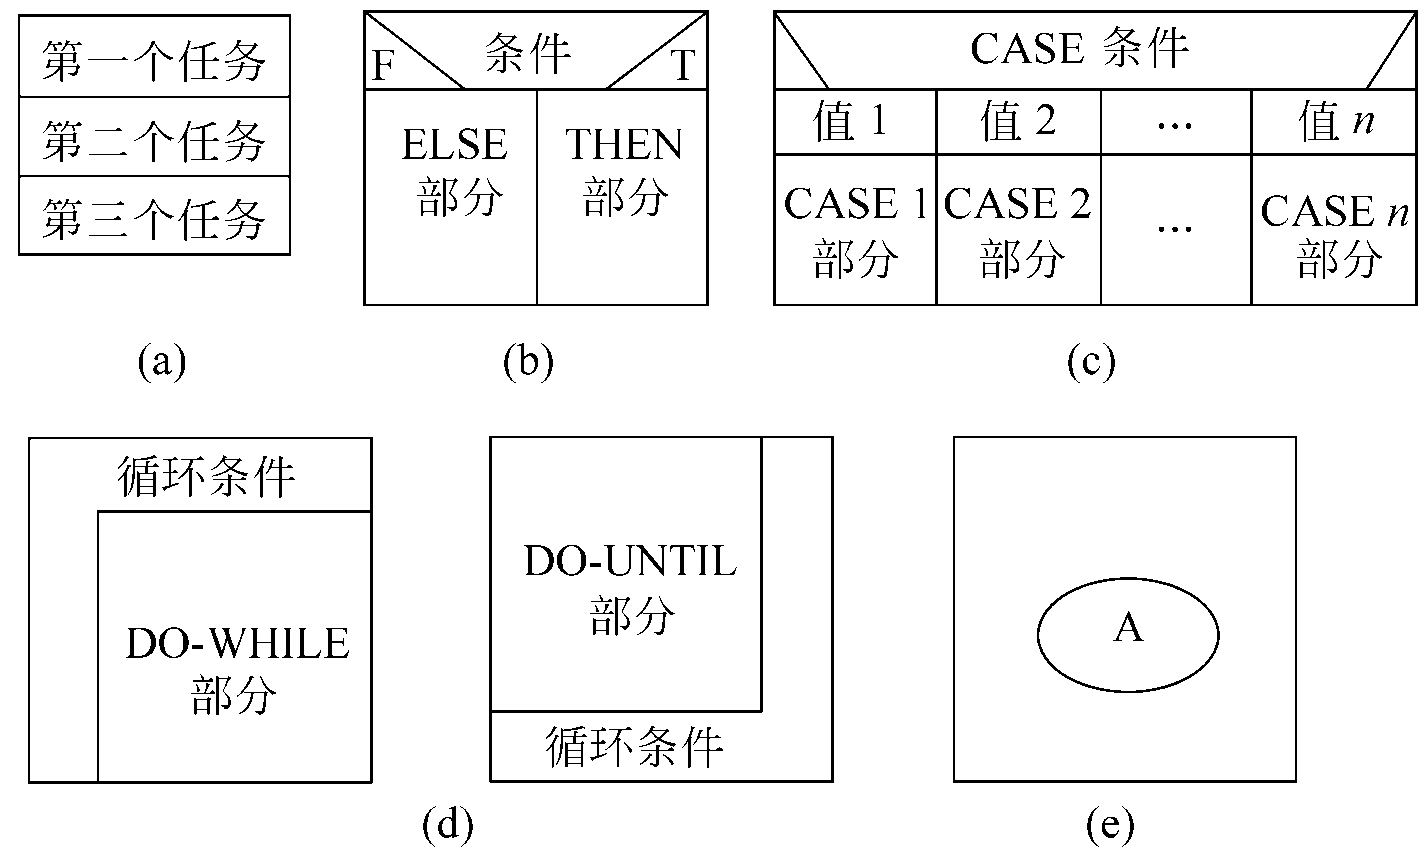 第一个任务
第二个任务
第三个任务
(a)
F 条件 T
ELSE 部分
THEN 部分
(b)
CASE 条件
值 1 值 2 ··· 值 n
CASE 1 部分
CASE 2 部分
···
CASE n 部分
(c)
循环条件
DO-WHILE
部分
DO-UNTIL
部分
循环条件
(d)
A
(e)